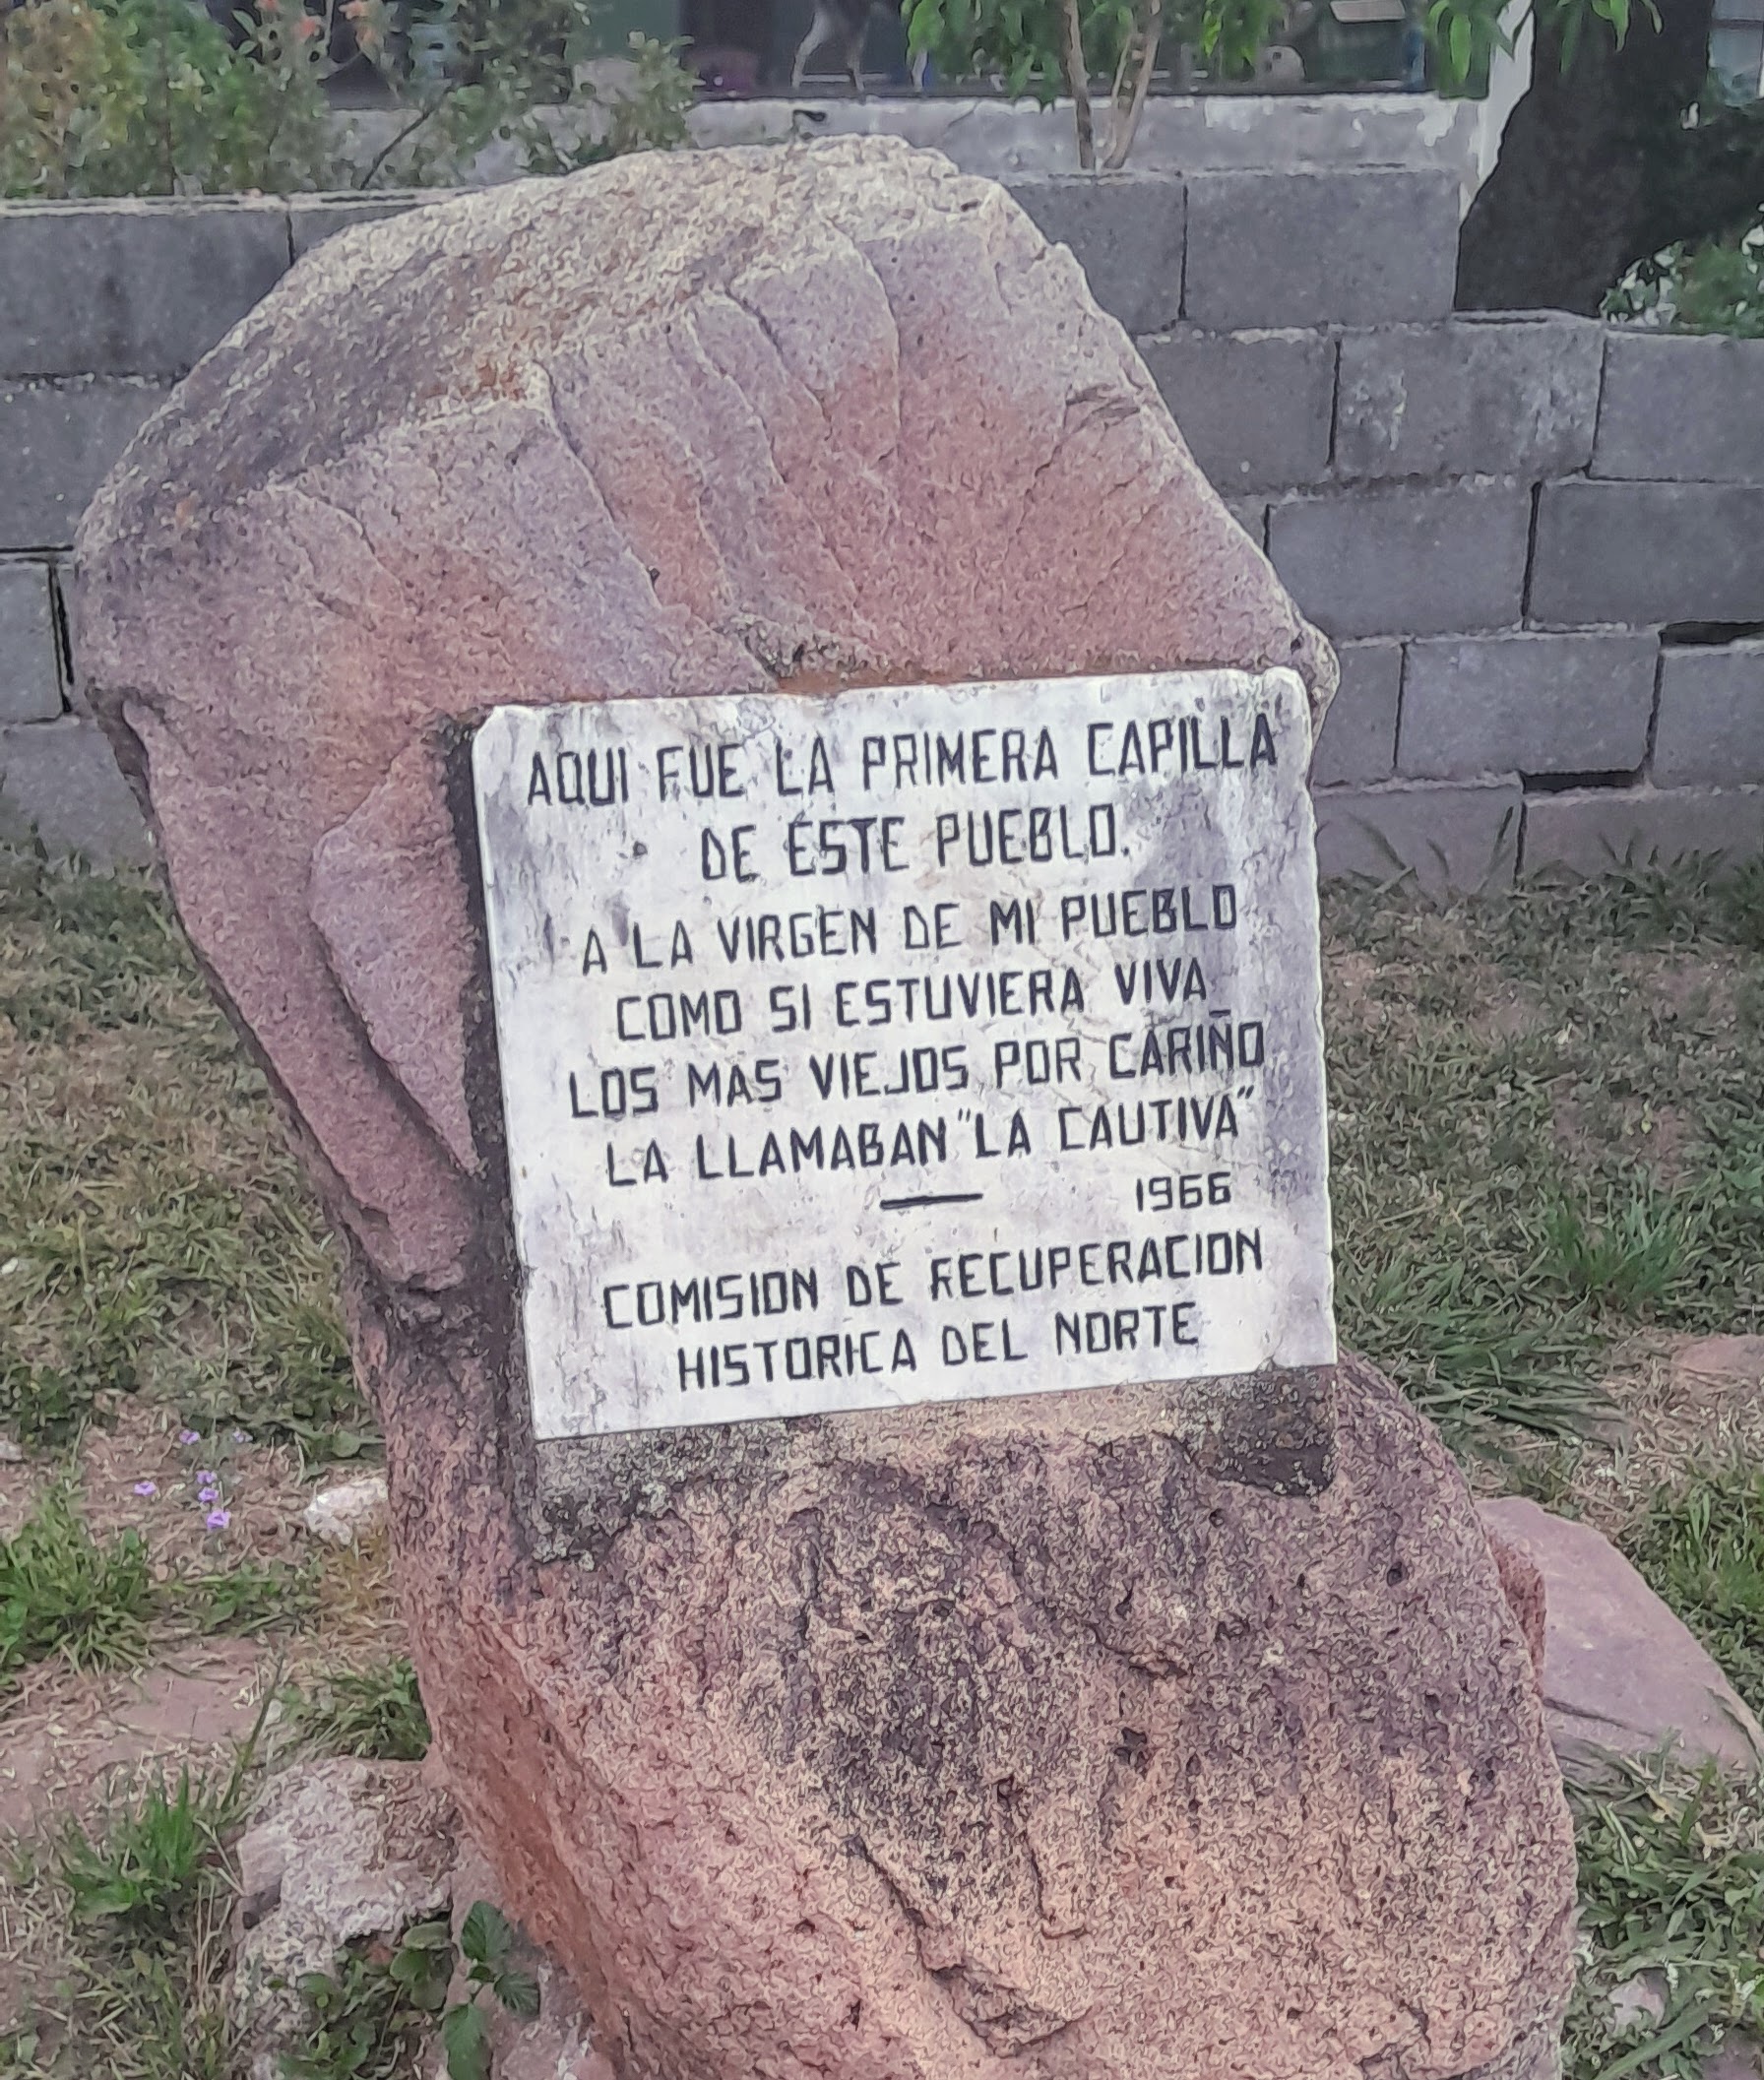 AQUI FUE LA PRIMERA CAPILLA
DE ESTE PUEBLO.
A LA VIRGEN DE MI PUEBLO
COMO SI ESTUVIERA VIVA
LOS MAS VIEJOS POR CARIÑO
LA LLAMABAN "LA CAUTIVA"
1966
COMISION DE RECUPERACION
HISTORICA DEL NORTE